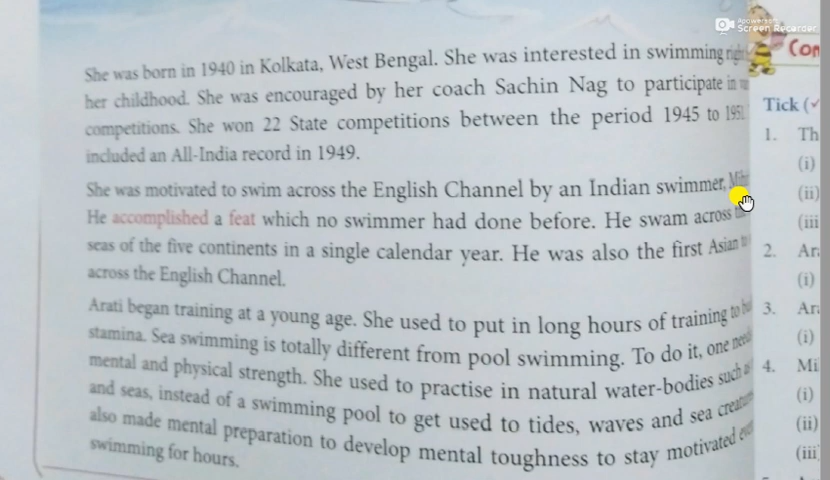 Apowersoft
Screen Recorder
She was born in 1940 in Kolkata, West Bengal. She was interested in swimming right
her childhood. She was encouraged by her coach Sachin Nag to participate in
competitions. She won 22 State competitions between the period 1945 to 1951
included an All-India record in 1949.
She was motivated to swim across the English Channel by an Indian swimmer,
He accomplished a feat which no swimmer had done before. He swam across
seas of the five continents in a single calendar year. He was also the first Asian
across the English Channel.
Arati began training at a young age. She used to put in long hours of training to
stamina. Sea swimming is totally different from pool swimming. To do it, one
mental and physical strength. She used to practise in natural water-bodies such as
and seas, instead of a swimming pool to get used to tides, waves and sea
also made mental preparation to develop mental toughness to stay motivated
swimming for hours.
Com
Tick (✓
1. Th
(i)
(ii)
(iii
2. Ar
(i)
3. Ar
(i)
4. Mi
(i)
(ii)
(iii